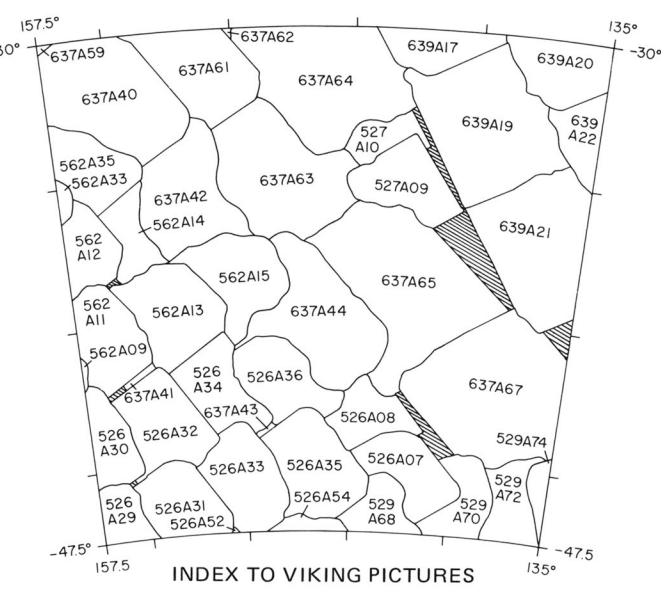 157.5°
135°
30°
-30°
637A59
637A62
639A17
639A20
637A61
637A64
637A40
639A19
639
A22
527
A10
562A35
562A33
637A63
527A09
637A42
562A14
639A21
562
A12
562A15
637A65
562
A11
562A13
637A44
562A09
526
A34
526A36
637A67
637A41
637A43
526A08
526
A30
526A32
529A74
526A33
526A35
526A07
529
A72
526
A29
526A31
526A52
526A54
529
A68
529
A70
-47.5°
-47.5
157.5
135°
INDEX TO VIKING PICTURES